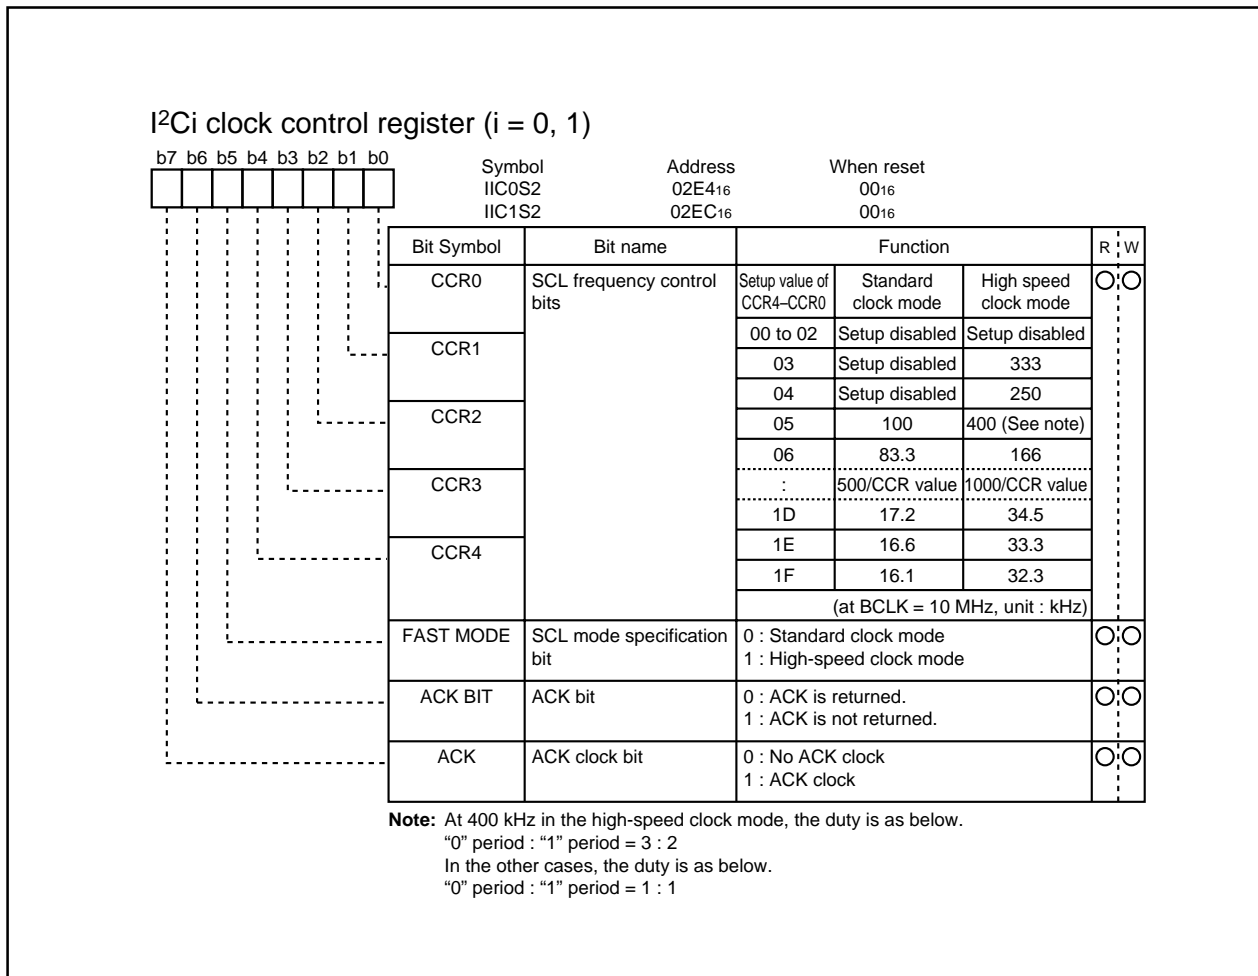 I²Ci clock control register (i = 0, 1)
b7 b6 b5 b4 b3 b2 b1 b0
Symbol Address When reset
IIC0S2 02E4₁₆ 00₁₆
IIC1S2 02EC₁₆ 00₁₆
Bit Symbol Bit name Function R W
CCR0 SCL frequency control bits
Setup value of CCR4–CCR0 Standard clock mode High speed clock mode
00 to 02 Setup disabled Setup disabled
CCR1
03 Setup disabled 333
04 Setup disabled 250
CCR2
05 100 400 (See note)
06 83.3 166
CCR3
: 500/CCR value 1000/CCR value
1D 17.2 34.5
CCR4
1E 16.6 33.3
1F 16.1 32.3
(at BCLK = 10 MHz, unit : kHz)
FAST MODE SCL mode specification bit
0 : Standard clock mode
1 : High-speed clock mode
ACK BIT ACK bit 0 : ACK is returned.
1 : ACK is not returned.
ACK ACK clock bit 0 : No ACK clock
1 : ACK clock
Note: At 400 kHz in the high-speed clock mode, the duty is as below.
“0” period : “1” period = 3 : 2
In the other cases, the duty is as below.
“0” period : “1” period = 1 : 1